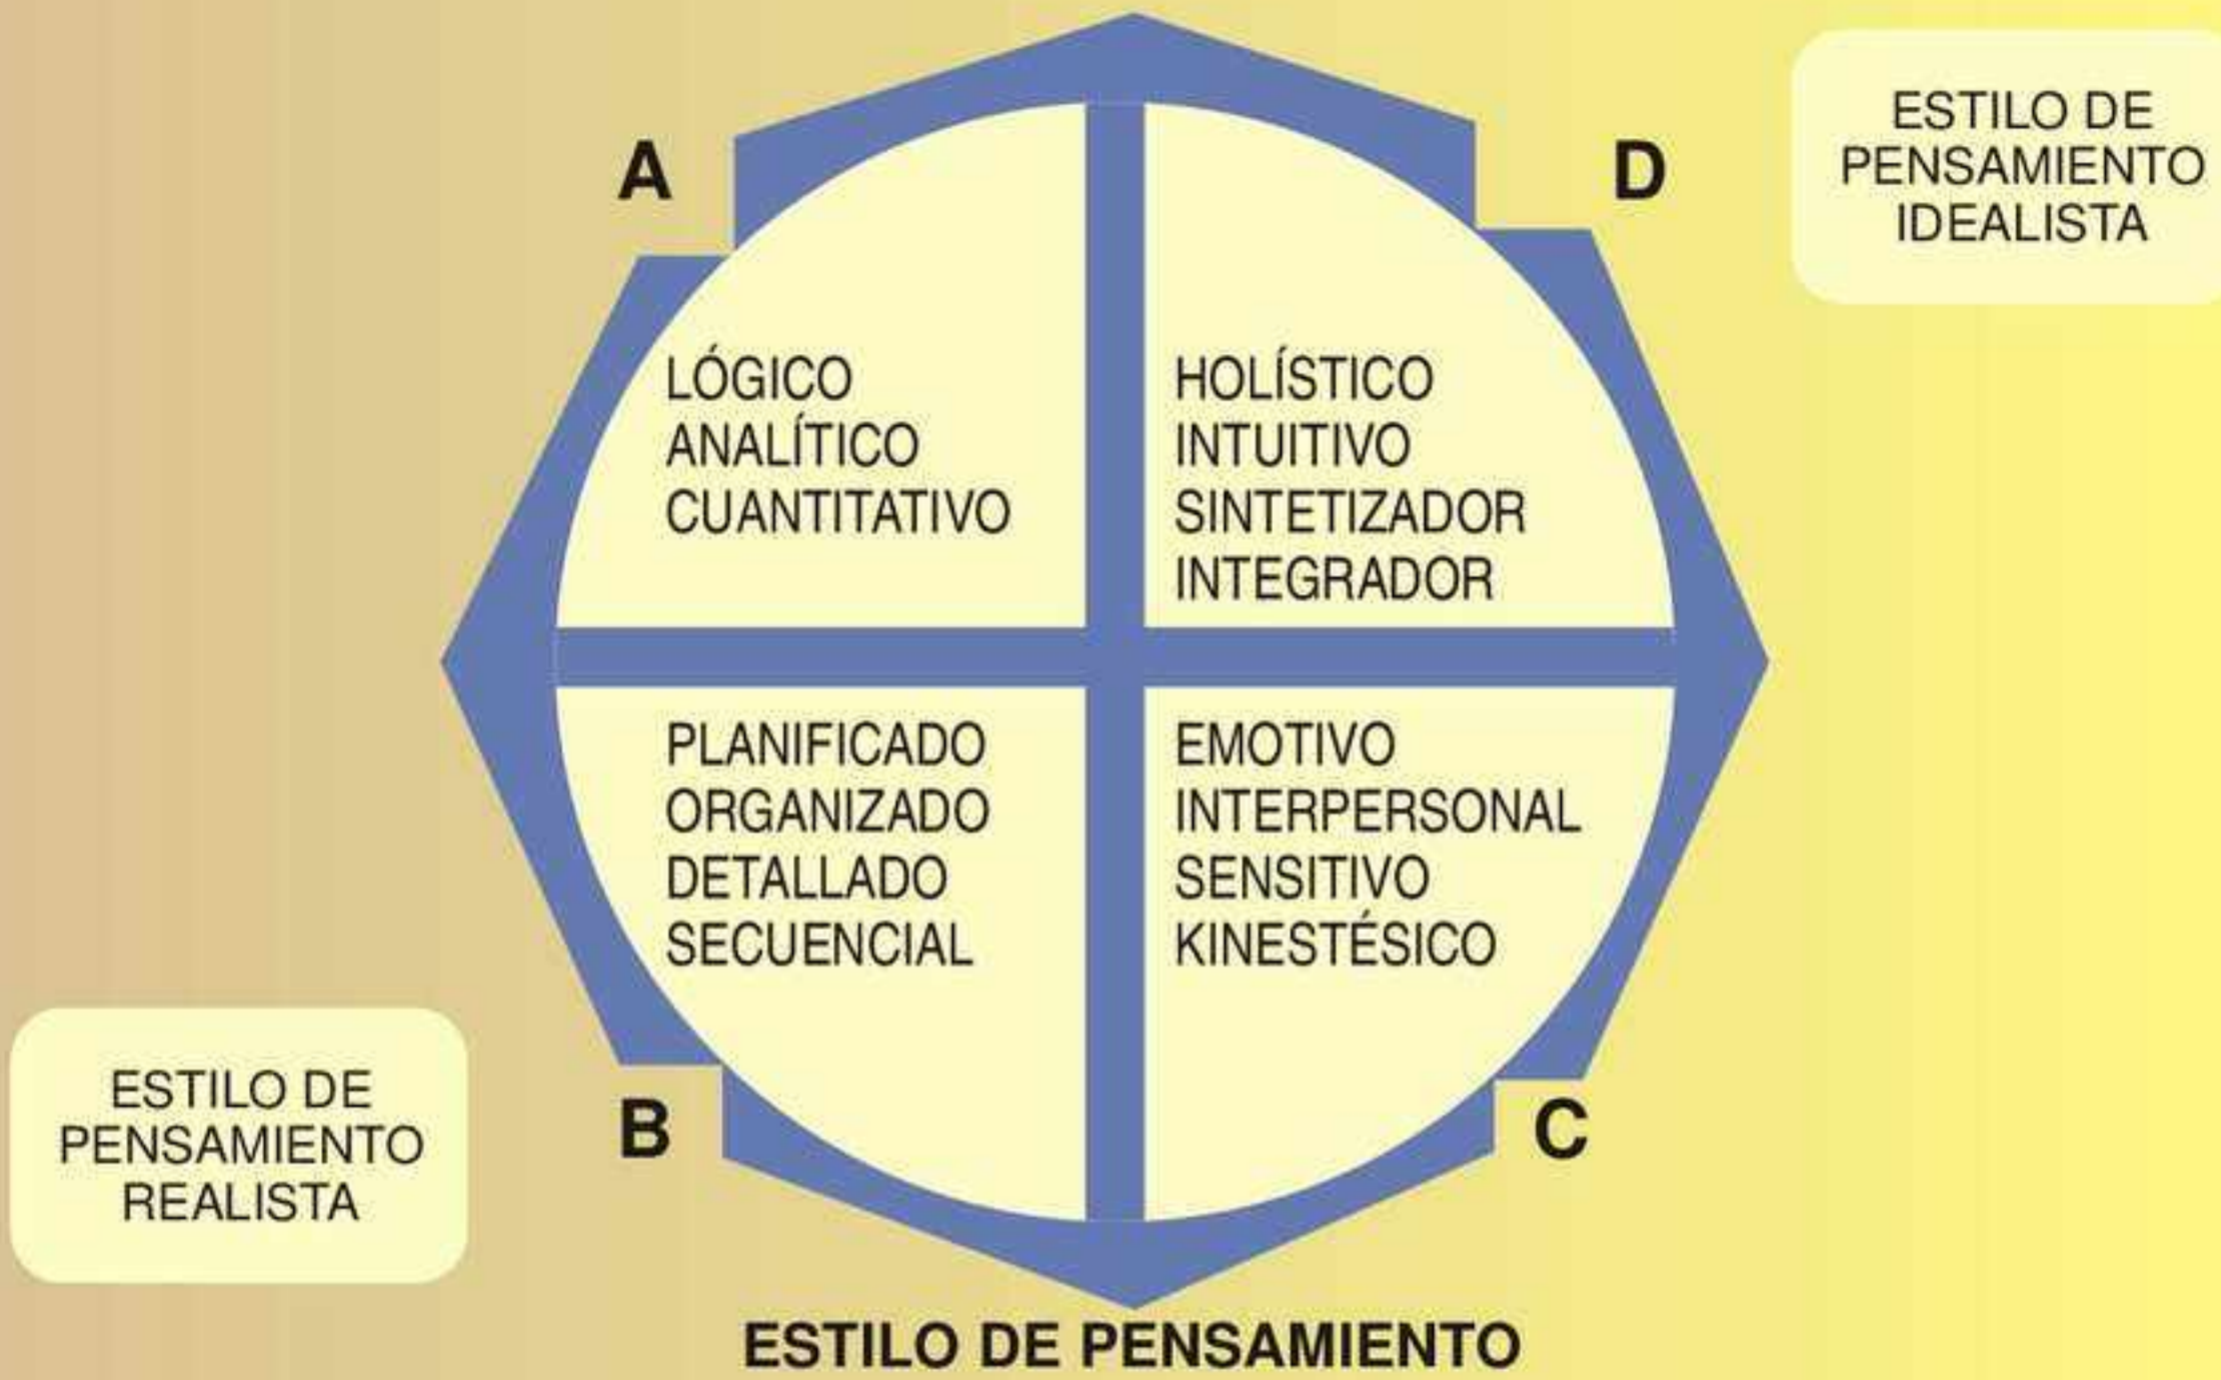 A
D
ESTILO DE
PENSAMIENTO
IDEALISTA
LÓGICO
ANALÍTICO
CUANTITATIVO
HOLÍSTICO
INTUITIVO
SINTETIZADOR
INTEGRADOR
PLANIFICADO
ORGANIZADO
DETALLADO
SECUENCIAL
EMOTIVO
INTERPERSONAL
SENSITIVO
KINESTÉSICO
ESTILO DE
PENSAMIENTO
REALISTA
B
C
ESTILO DE PENSAMIENTO